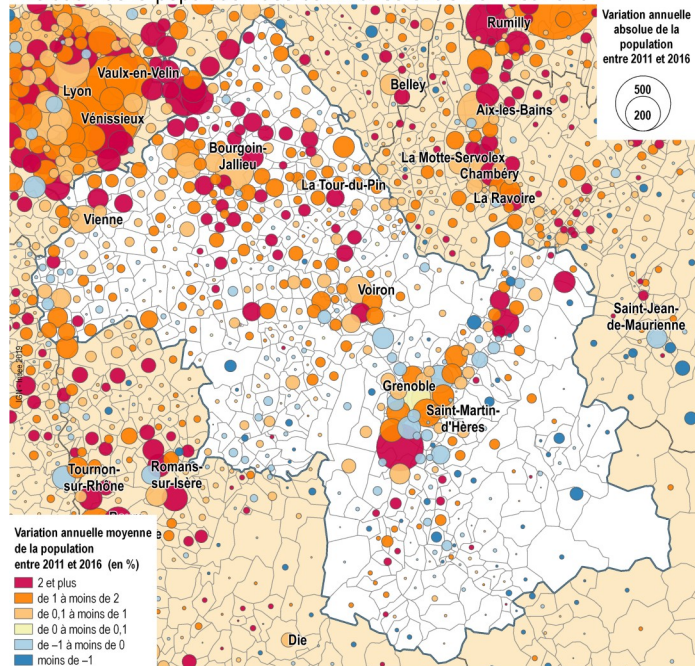 Variation annuelle
absolue de la
population
entre 2011 et 2016
500
200
Rumilly
Vaulx-en-Velin
Lyon
Vénissieux
Belley
Aix-les-Bains
Bourgoin-
Jallieu
La Motte-Servolex
Chambéry
La Tour-du-Pin
La Ravoire
Vienne
Voiron
Saint-Jean-
de-Maurienne
Grenoble
Saint-Martin-
d'Hères
Tournon-
sur-Rhône
Romans-
sur-Isère
Variation annuelle moyenne
de la population
entre 2011 et 2016 (en %)
2 et plus
de 1 à moins de 2
de 0,1 à moins de 1
de 0 à moins de 0,1
de –1 à moins de 0
moins de –1
Die